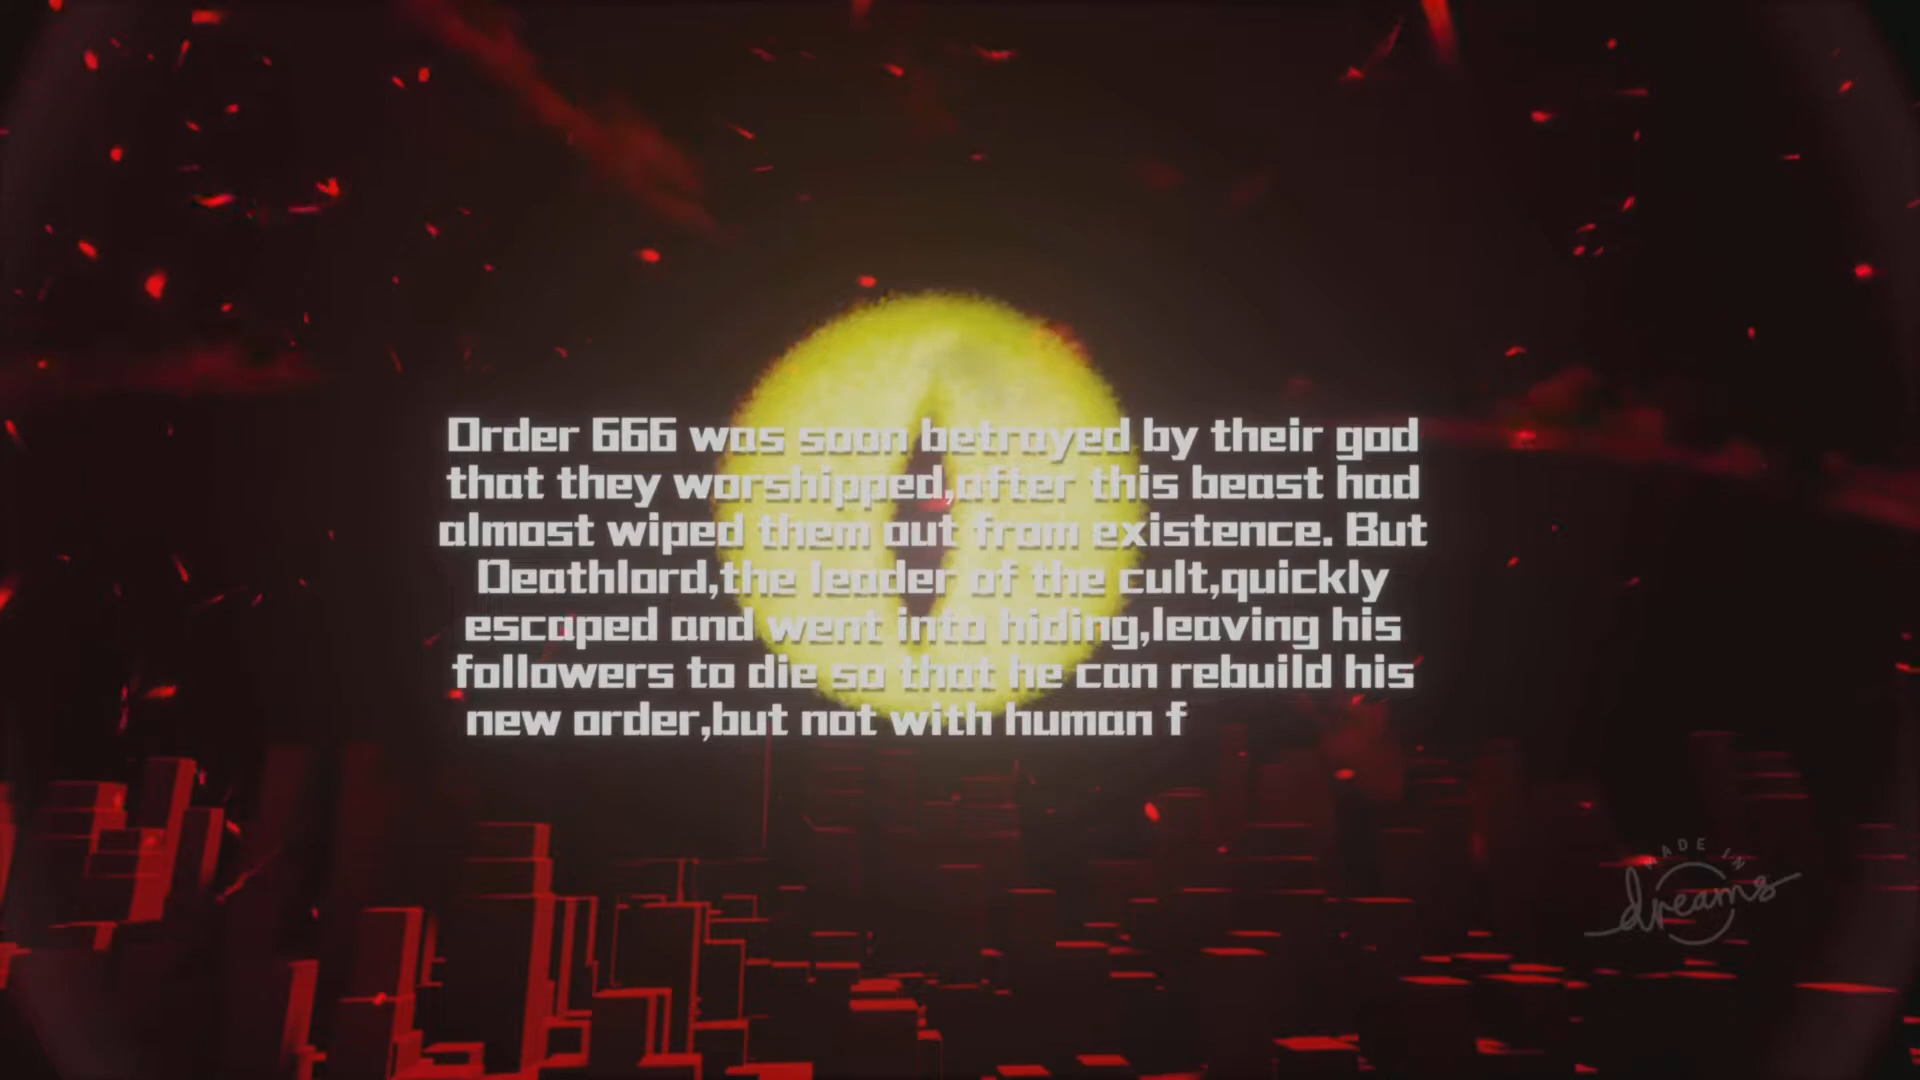 Order 666 was soon betrayed by their god
that they worshipped,after this beast had
almost wiped them out from existence. But
Deathlord,the leader of the cult,quickly
escaped and went into hiding,leaving his
followers to die so that he can rebuild his
new order,but not with human f
MADE IN
dreams